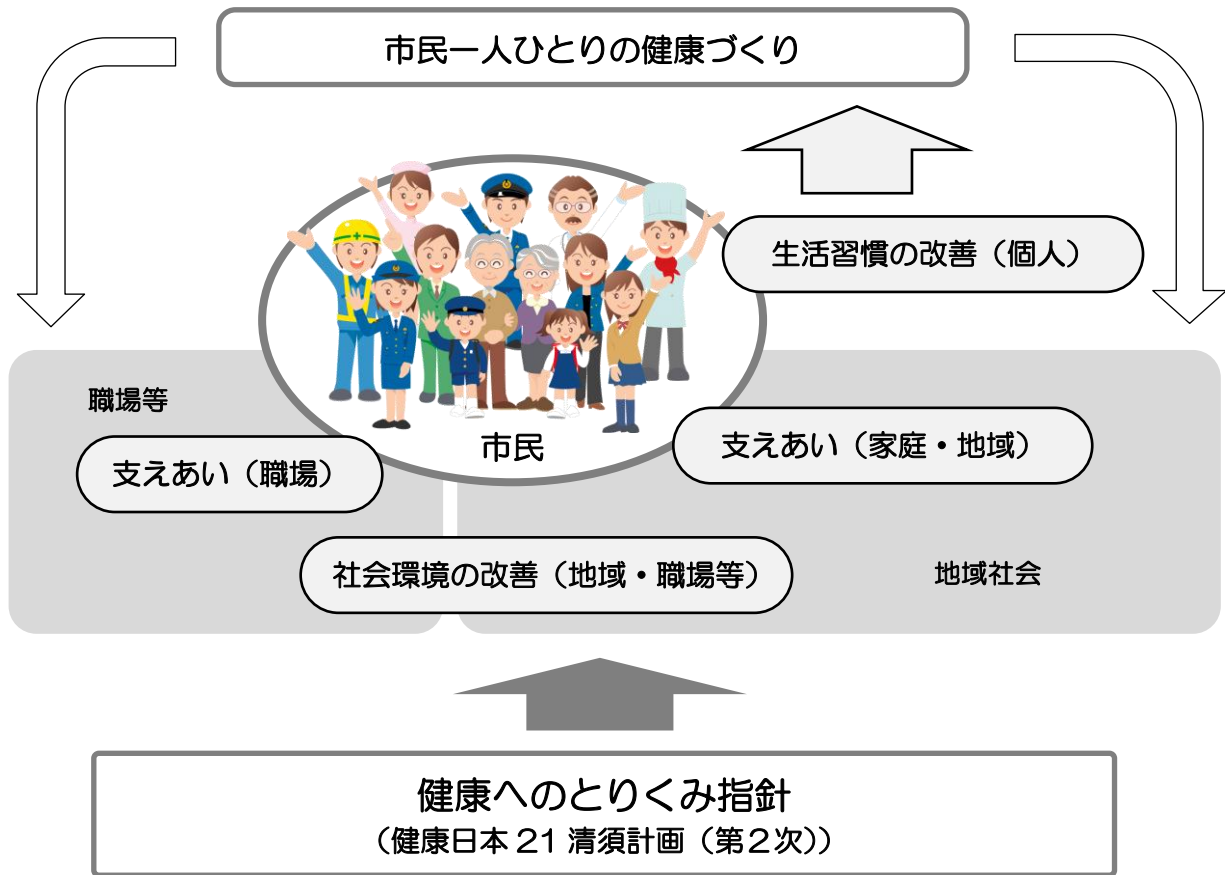 市民一人ひとりの健康づくり
生活習慣の改善（個人）
職場等
市民
支えあい（家庭・地域）
支えあい（職場）
社会環境の改善（地域・職場等）
地域社会
健康へのとりくみ指針
（健康日本 21 清須計画（第２次））